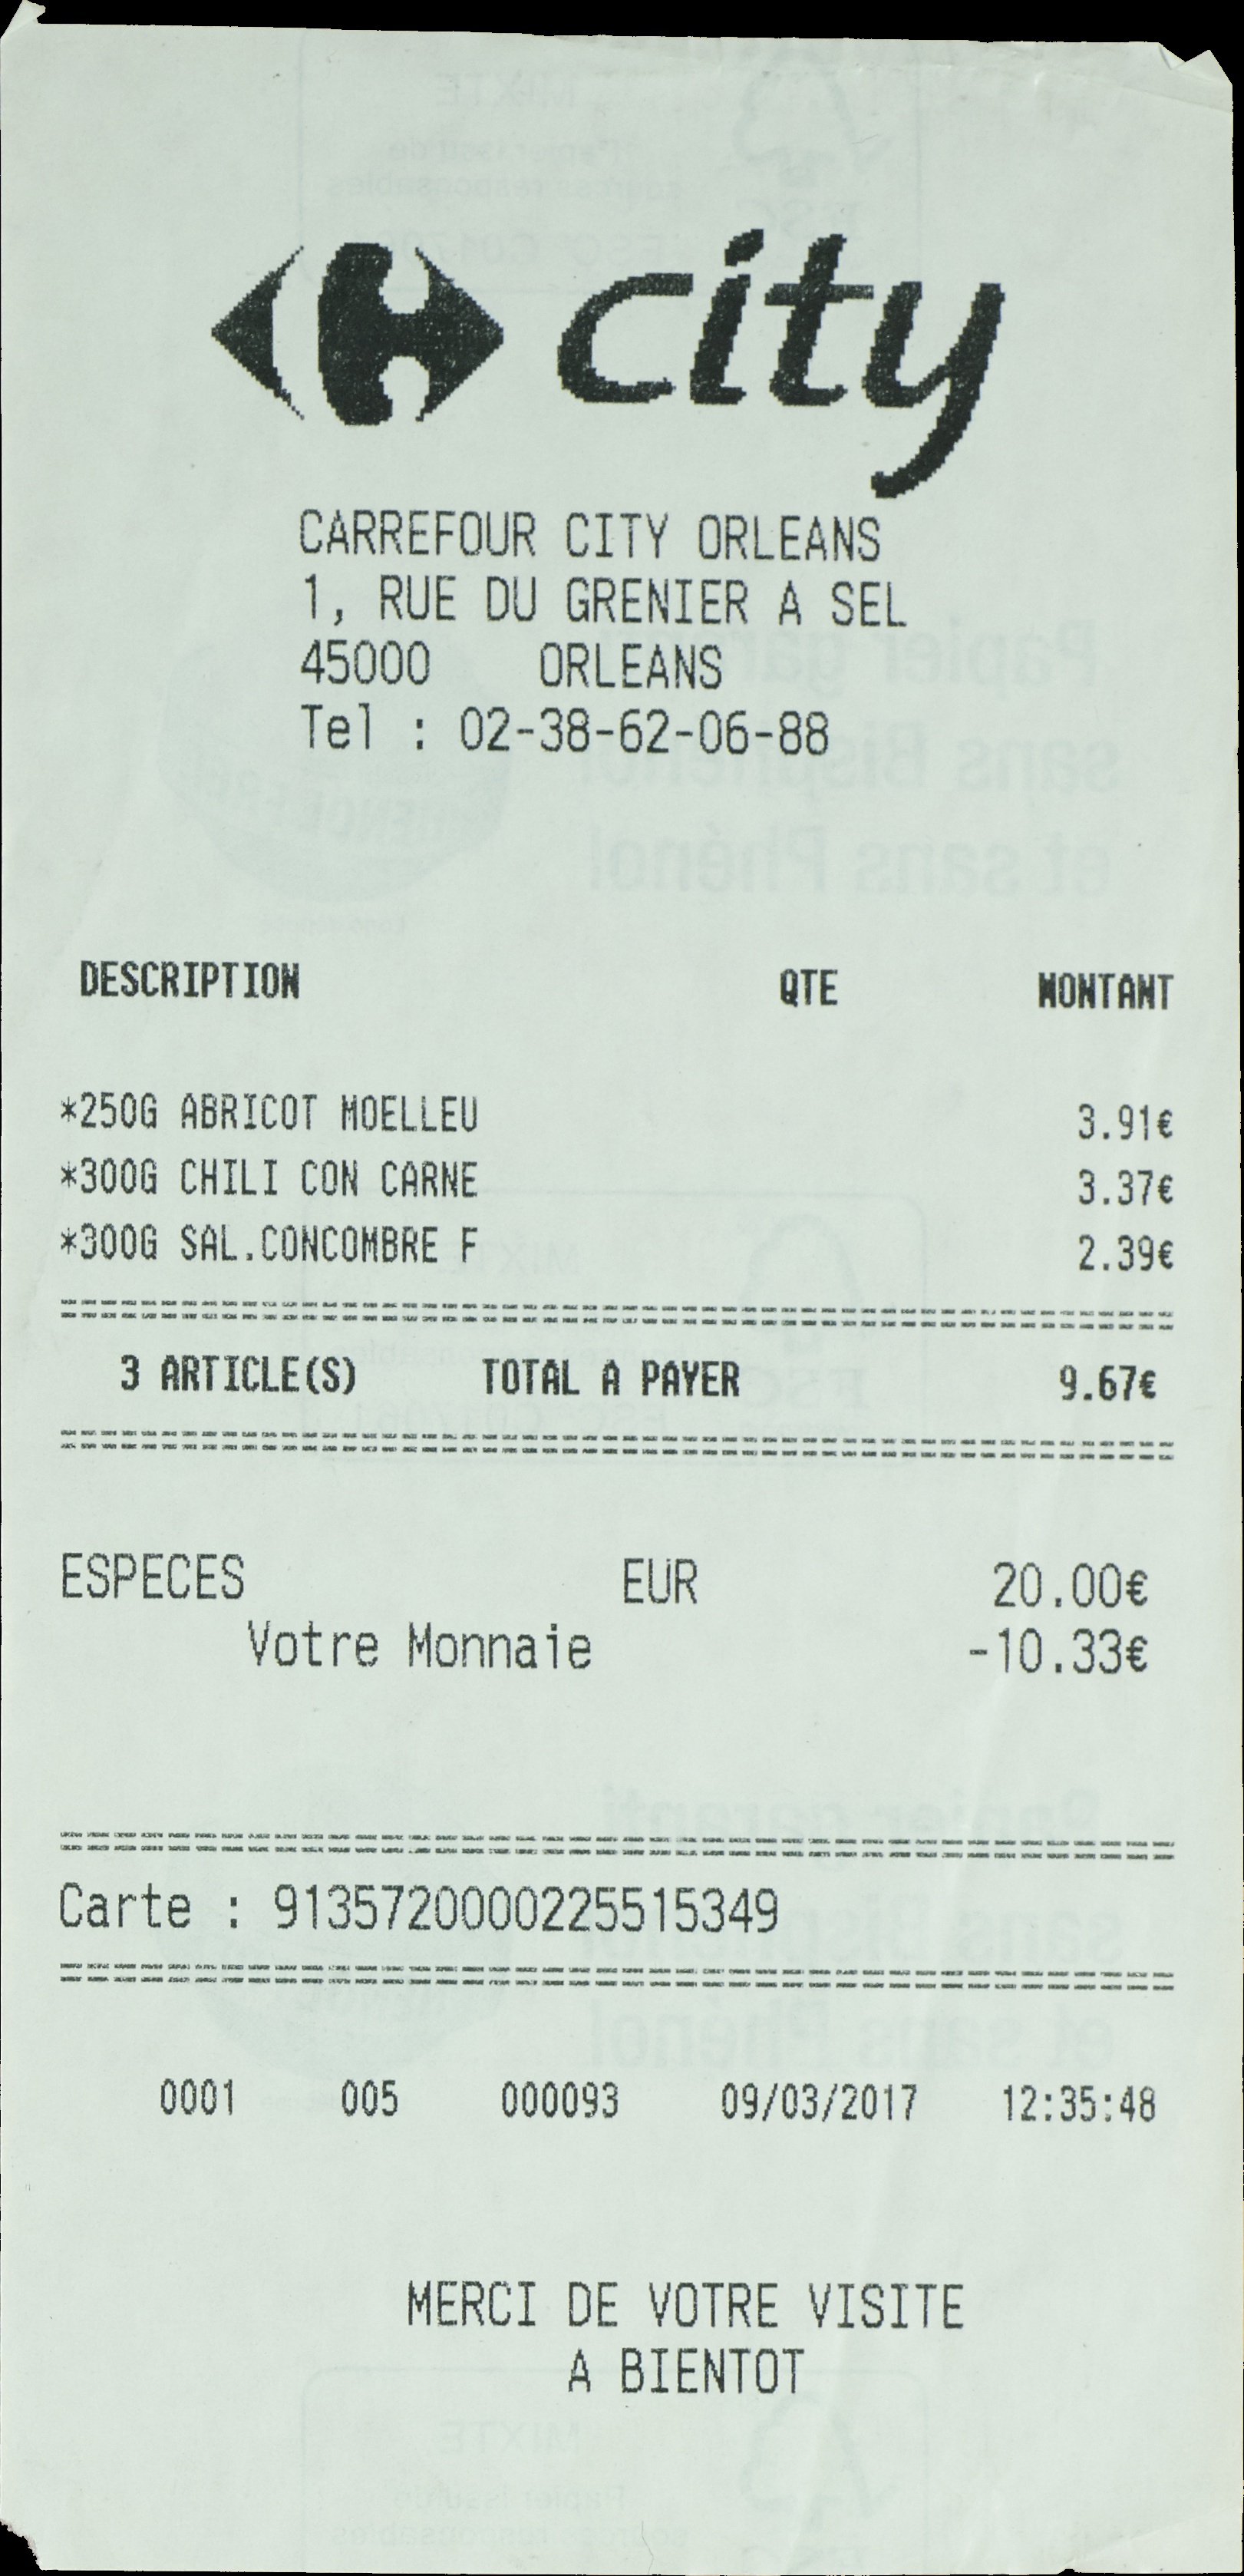 city
CARREFOUR CITY ORLEANS
1, RUE DU GRENIER A SEL
45000 ORLEANS
Tel : 02-38-62-06-88
DESCRIPTION QTE MONTANT
*250G ABRICOT MOELLEU 3.91€
*300G CHILI CON CARNE 3.37€
*300G SAL.CONCOMBRE F 2.39€
3 ARTICLE(S) TOTAL A PAYER 9.67€
ESPECES EUR 20.00€
Votre Monnaie -10.33€
Carte : 9135720000225515349
0001 005 000093 09/03/2017 12:35:48
MERCI DE VOTRE VISITE
A BIENTOT